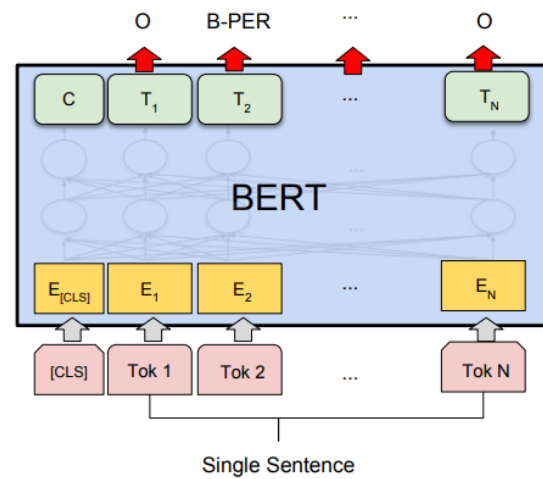 O B-PER ... O
C T1 T2 ... TN
...
BERT
...
E[CLS] E1 E2 ... EN
[CLS] Tok 1 Tok 2 ... Tok N
Single Sentence